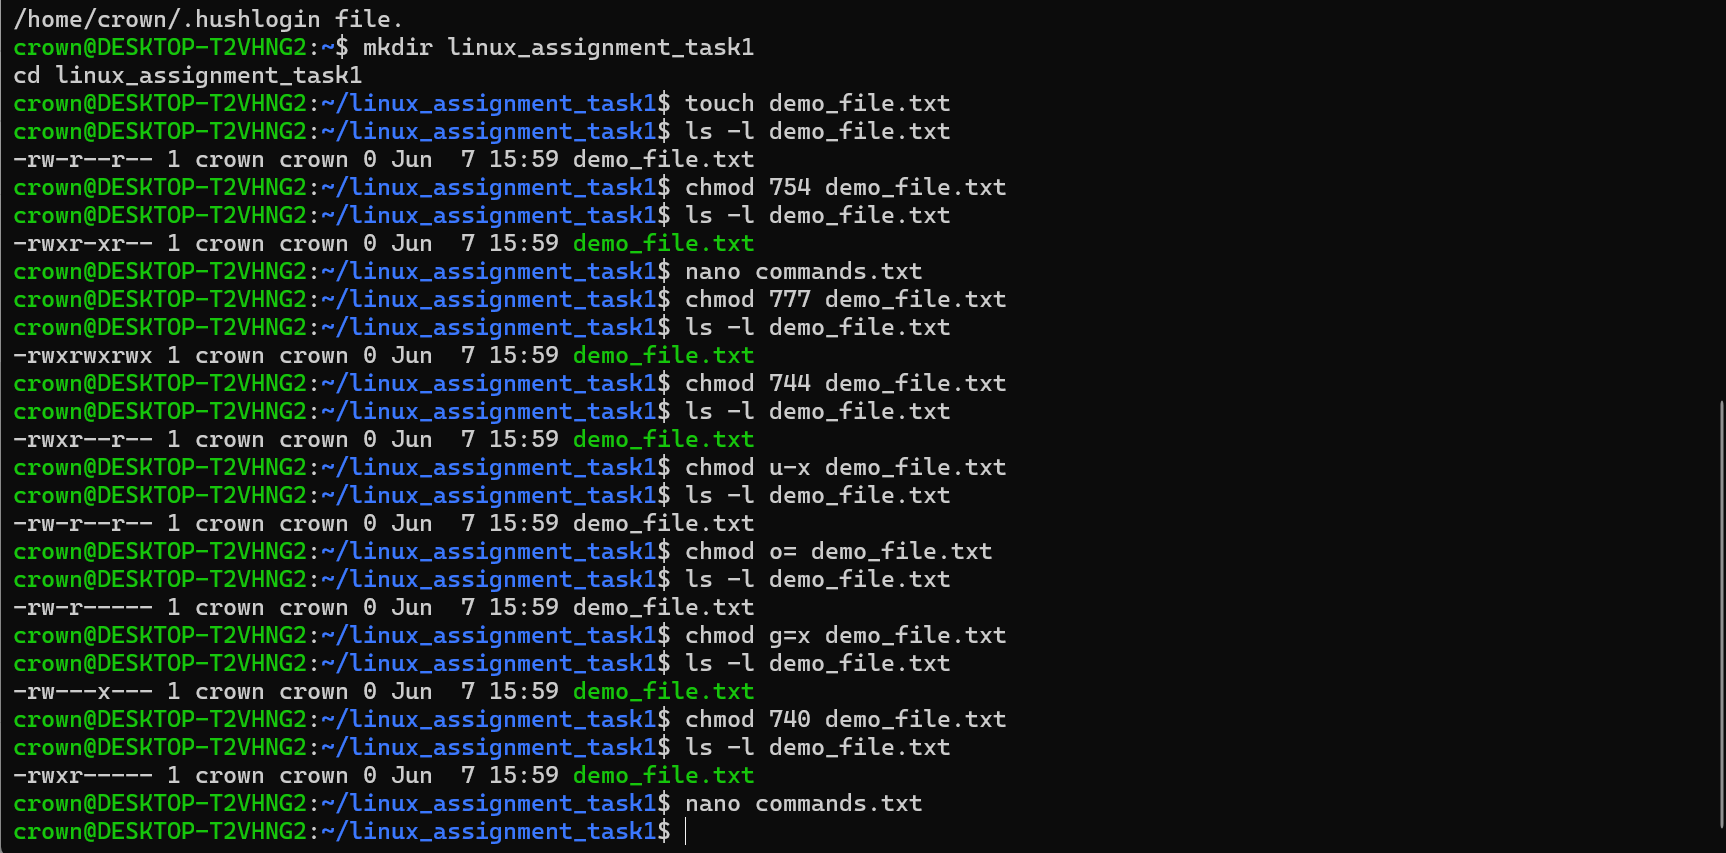 /home/crown/.hushlogin file.
crown@DESKTOP-T2VHNG2:~$ mkdir linux_assignment_task1
cd linux_assignment_task1
crown@DESKTOP-T2VHNG2:~/linux_assignment_task1$ touch demo_file.txt
crown@DESKTOP-T2VHNG2:~/linux_assignment_task1$ ls -l demo_file.txt
-rw-r--r-- 1 crown crown 0 Jun  7 15:59 demo_file.txt
crown@DESKTOP-T2VHNG2:~/linux_assignment_task1$ chmod 754 demo_file.txt
crown@DESKTOP-T2VHNG2:~/linux_assignment_task1$ ls -l demo_file.txt
-rwxr-xr-- 1 crown crown 0 Jun  7 15:59 demo_file.txt
crown@DESKTOP-T2VHNG2:~/linux_assignment_task1$ nano commands.txt
crown@DESKTOP-T2VHNG2:~/linux_assignment_task1$ chmod 777 demo_file.txt
crown@DESKTOP-T2VHNG2:~/linux_assignment_task1$ ls -l demo_file.txt
-rwxrwxrwx 1 crown crown 0 Jun  7 15:59 demo_file.txt
crown@DESKTOP-T2VHNG2:~/linux_assignment_task1$ chmod 744 demo_file.txt
crown@DESKTOP-T2VHNG2:~/linux_assignment_task1$ ls -l demo_file.txt
-rwxr--r-- 1 crown crown 0 Jun  7 15:59 demo_file.txt
crown@DESKTOP-T2VHNG2:~/linux_assignment_task1$ chmod u-x demo_file.txt
crown@DESKTOP-T2VHNG2:~/linux_assignment_task1$ ls -l demo_file.txt
-rw-r--r-- 1 crown crown 0 Jun  7 15:59 demo_file.txt
crown@DESKTOP-T2VHNG2:~/linux_assignment_task1$ chmod o= demo_file.txt
crown@DESKTOP-T2VHNG2:~/linux_assignment_task1$ ls -l demo_file.txt
-rw-r----- 1 crown crown 0 Jun  7 15:59 demo_file.txt
crown@DESKTOP-T2VHNG2:~/linux_assignment_task1$ chmod g=x demo_file.txt
crown@DESKTOP-T2VHNG2:~/linux_assignment_task1$ ls -l demo_file.txt
-rw---x--- 1 crown crown 0 Jun  7 15:59 demo_file.txt
crown@DESKTOP-T2VHNG2:~/linux_assignment_task1$ chmod 740 demo_file.txt
crown@DESKTOP-T2VHNG2:~/linux_assignment_task1$ ls -l demo_file.txt
-rwxr----- 1 crown crown 0 Jun  7 15:59 demo_file.txt
crown@DESKTOP-T2VHNG2:~/linux_assignment_task1$ nano commands.txt
crown@DESKTOP-T2VHNG2:~/linux_assignment_task1$